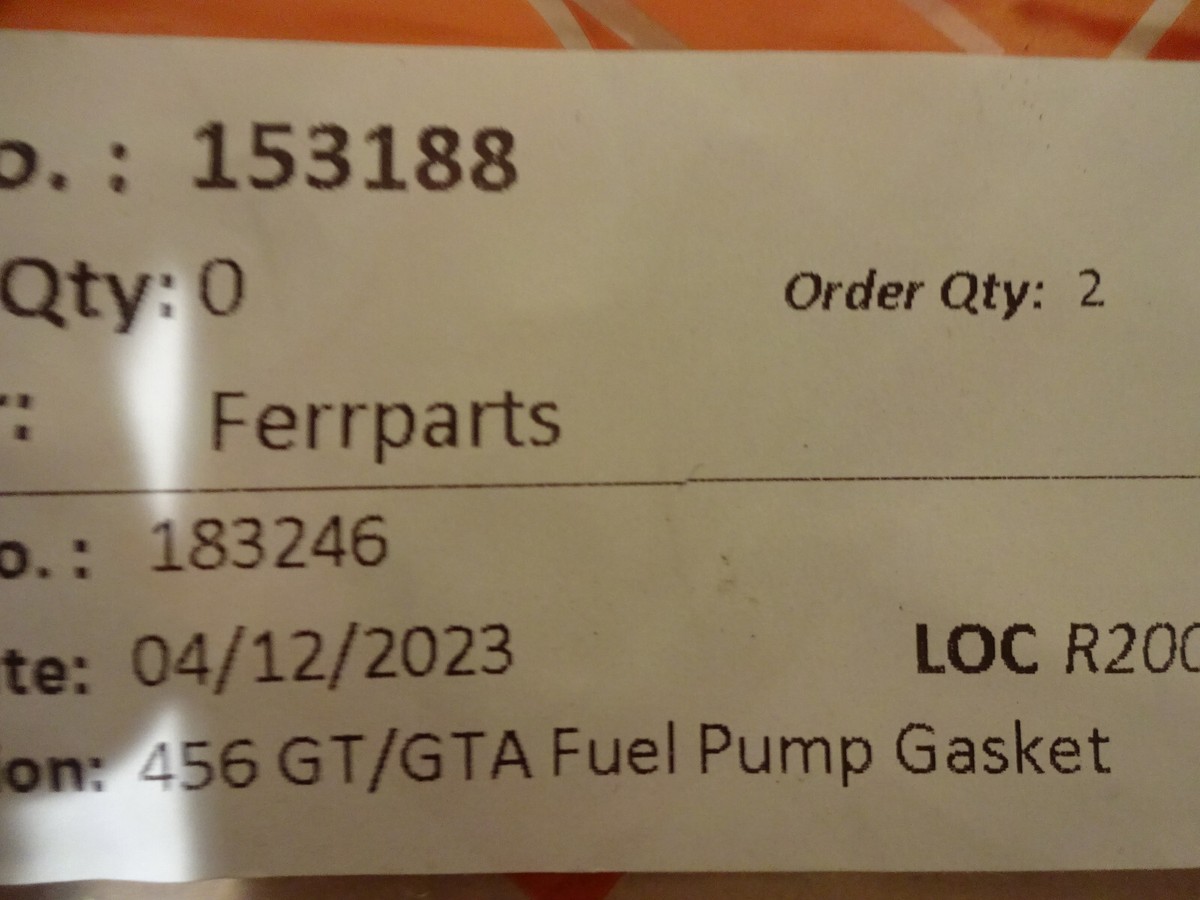 o. : 153188
Qty: 0 Order Qty: 2
r: Ferrparts
o. : 183246
te: 04/12/2023 LOC R200
ion: 456 GT/GTA Fuel Pump Gasket